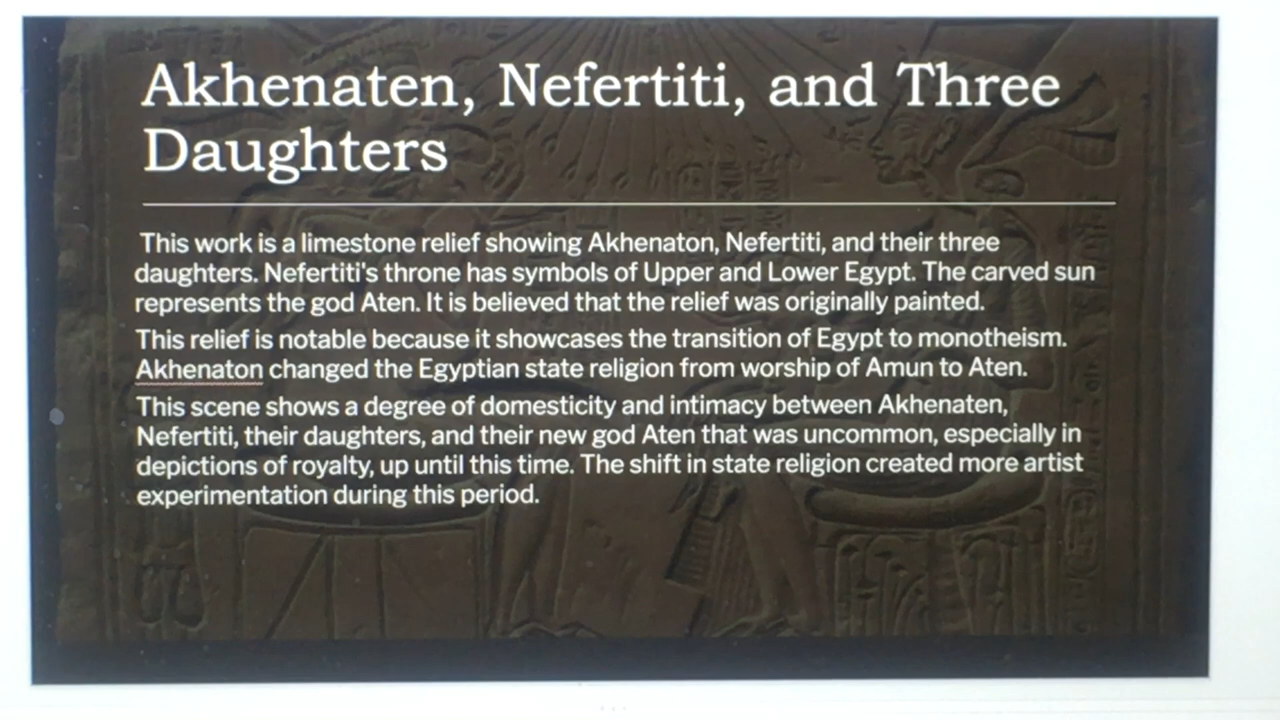 Akhenaten, Nefertiti, and Three
Daughters
This work is a limestone relief showing Akhenaton, Nefertiti, and their three
daughters. Nefertiti's throne has symbols of Upper and Lower Egypt. The carved sun
represents the god Aten. It is believed that the relief was originally painted.
This relief is notable because it showcases the transition of Egypt to monotheism.
Akhenaton changed the Egyptian state religion from worship of Amun to Aten.
This scene shows a degree of domesticity and intimacy between Akhenaten,
Nefertiti, their daughters, and their new god Aten that was uncommon, especially in
depictions of royalty, up until this time. The shift in state religion created more artist
experimentation during this period.